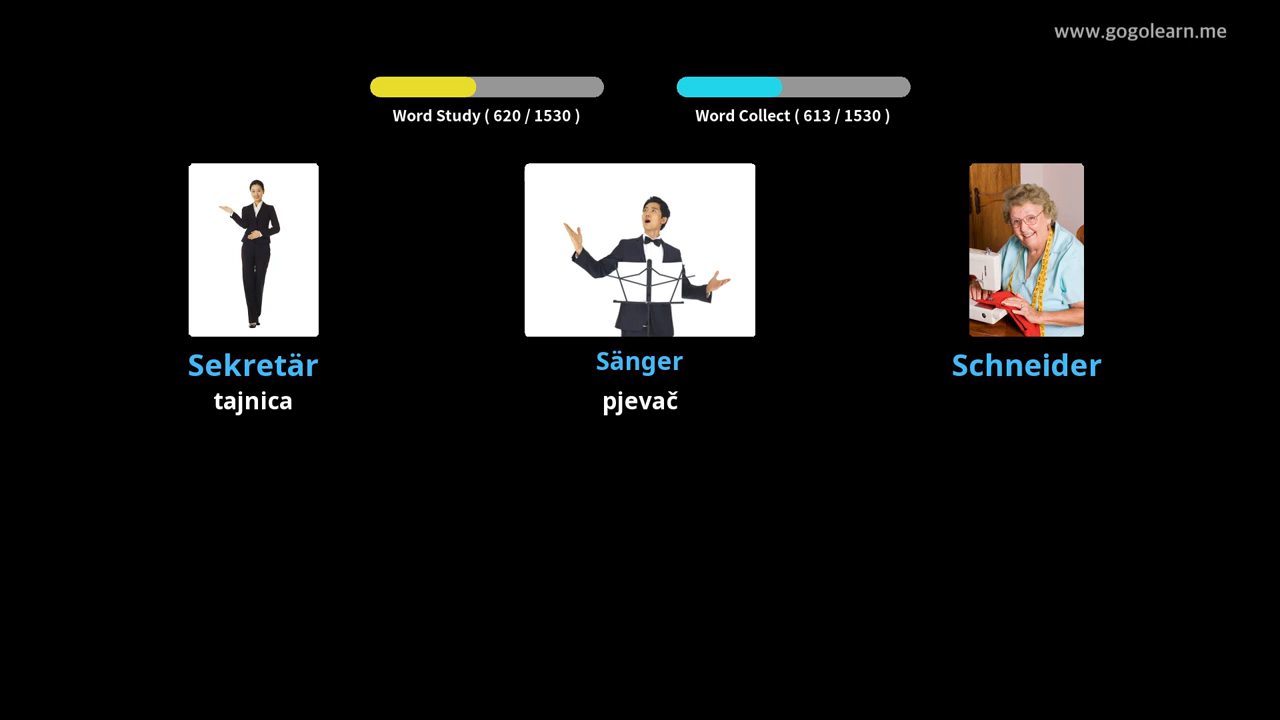 www.gogolearn.me
Word Study ( 620 / 1530 )
Word Collect ( 613 / 1530 )
Sekretär
Sänger
Schneider
tajnica
pjevač